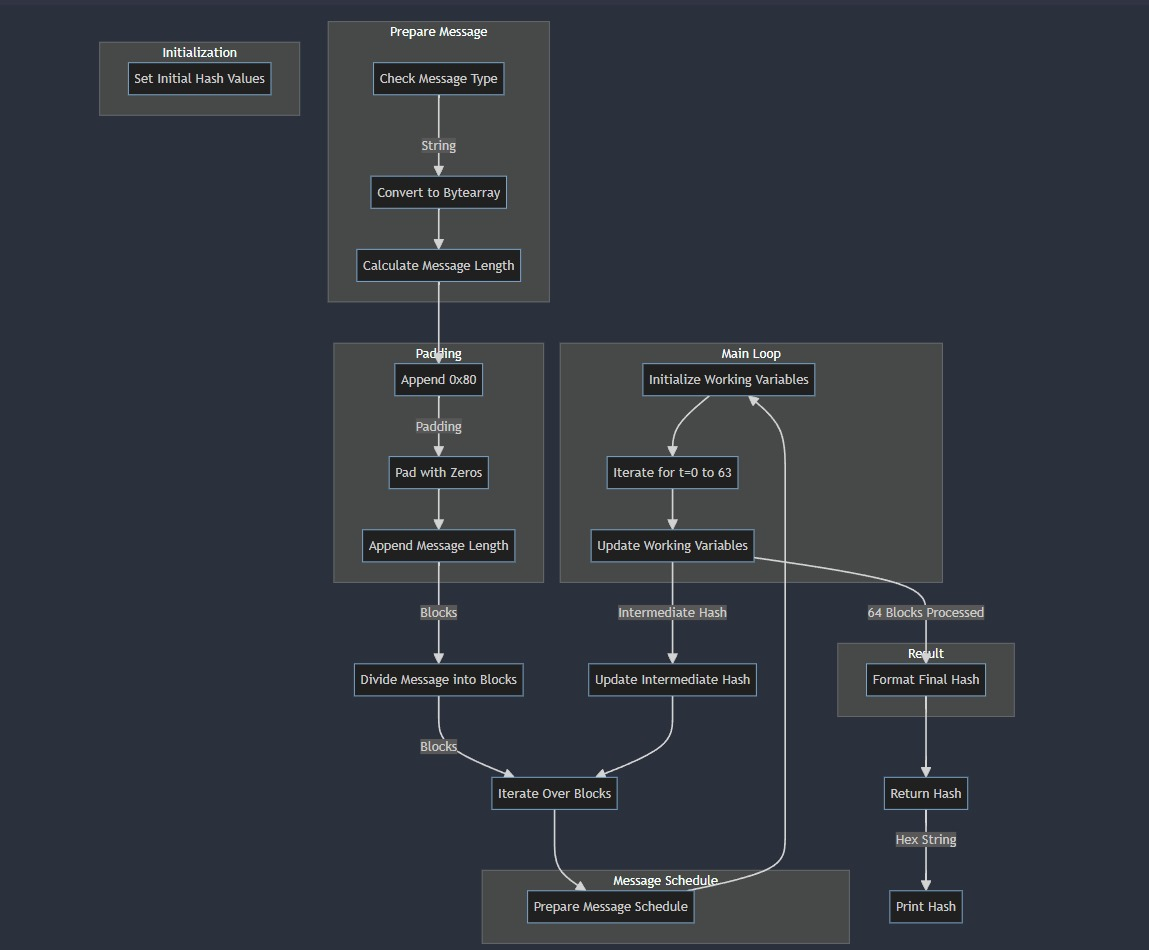 Prepare Message
Initialization
Set Initial Hash Values
Check Message Type
String
Convert to Bytearray
Calculate Message Length
Padding
Main Loop
Append 0x80
Initialize Working Variables
Padding
Pad with Zeros
Iterate for t=0 to 63
Append Message Length
Update Working Variables
Blocks
Intermediate Hash
64 Blocks Processed
Result
Divide Message into Blocks
Update Intermediate Hash
Format Final Hash
Blocks
Iterate Over Blocks
Return Hash
Hex String
Message Schedule
Prepare Message Schedule
Print Hash